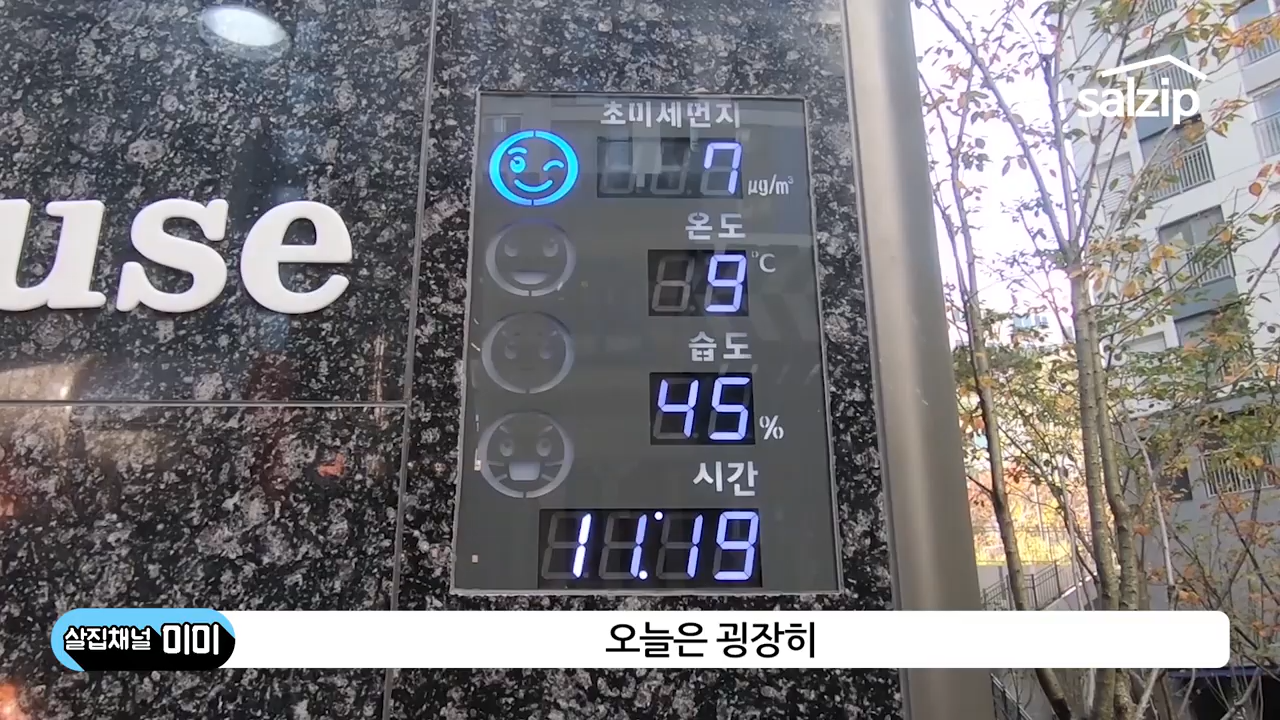 salzip
use
초미세먼지
7 µg/m³
온도
9 °C
습도
45 %
시간
11:19
살집채널 미미
오늘은 굉장히